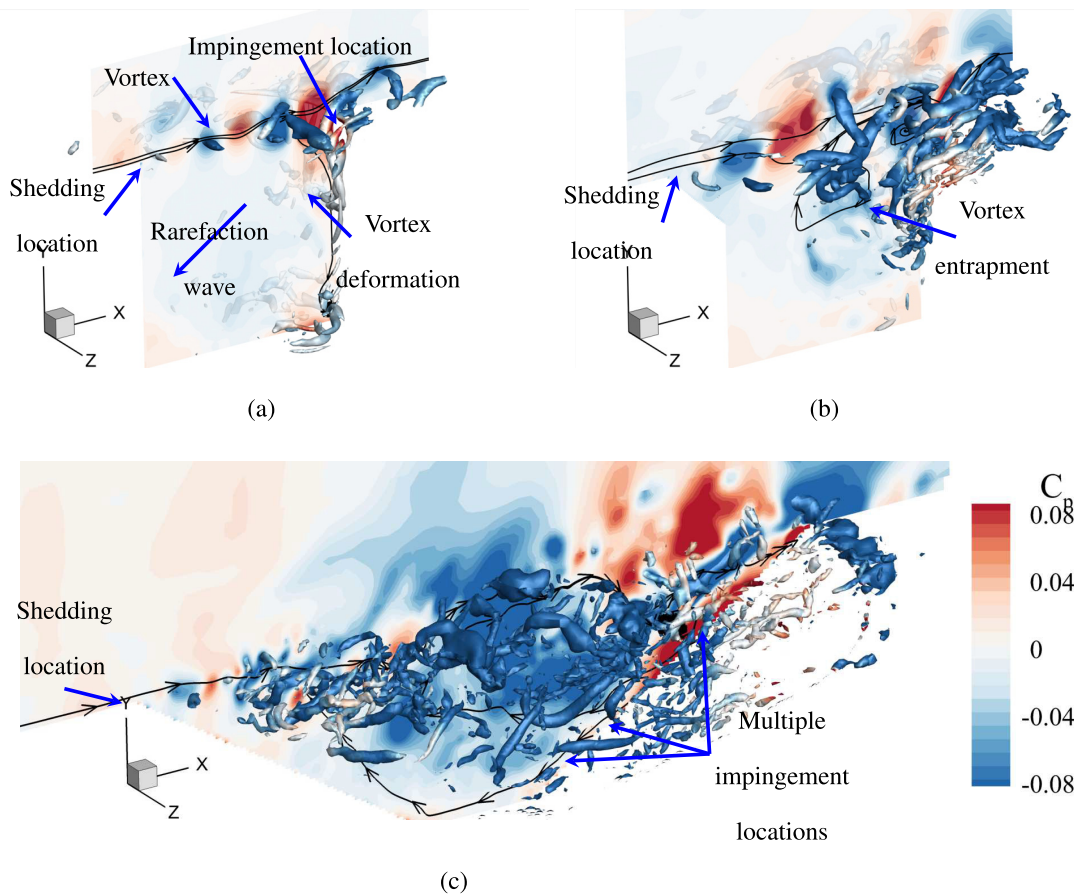 Impingement location
Vortex
Shedding
location
Rarefaction
wave
Vortex
deformation
Y
X
Z
(a)
Shedding
location
Vortex
entrapment
Y
X
Z
(b)
Shedding
location
Y
X
Z
Multiple
impingement
locations
Cp
0.08
0.04
0
-0.04
-0.08
(c)